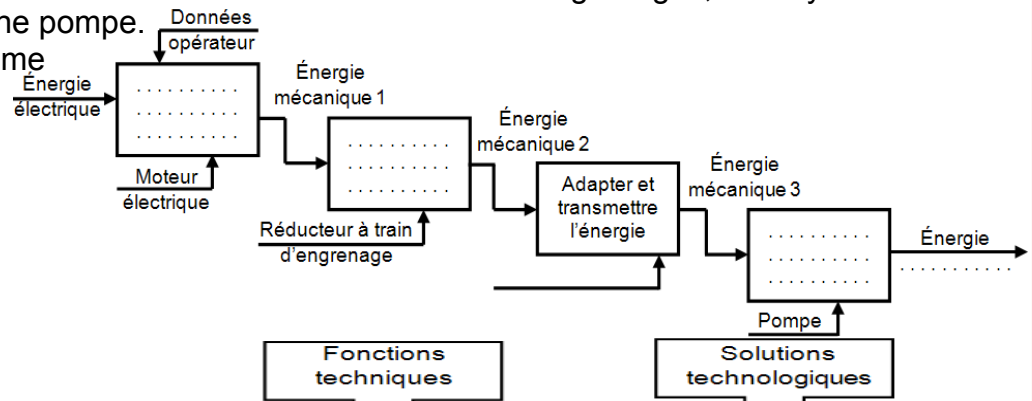 ne pompe.
me
Données
opérateur
Énergie
électrique
. . . . . . . . . .
. . . . . . . . . .
. . . . . . . . . .
Moteur
électrique
Énergie
mécanique 1
. . . . . . . . . .
. . . . . . . . . .
. . . . . . . . . .
Réducteur à train
d'engrenage
Énergie
mécanique 2
Adapter et
transmettre
l'énergie
Énergie
mécanique 3
. . . . . . . . . .
. . . . . . . . . .
. . . . . . . . . .
Pompe
Énergie
. . . . . . . . . . .
Fonctions
techniques
Solutions
technologiques